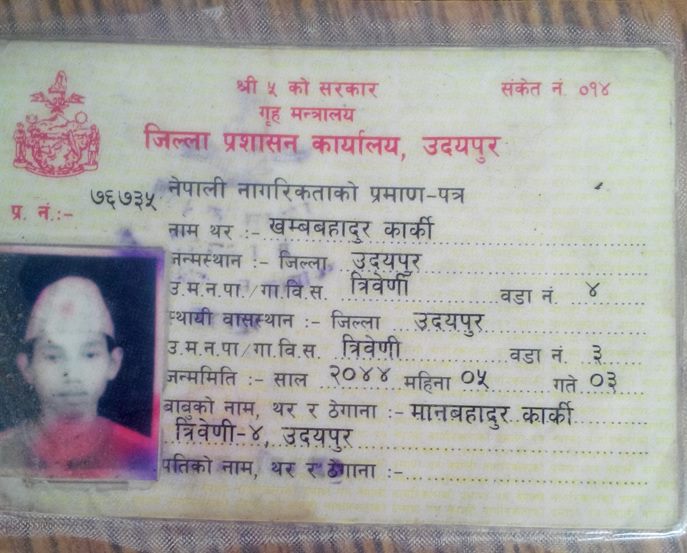 श्री ५ को सरकार
संकेत नं. ०१४
गृह मन्त्रालय
जिल्ला प्रशासन कार्यालय, उदयपुर
प्र. नं.:- ७६७३५
नेपाली नागरिकताको प्रमाण-पत्र
नाम थर :- खम्बबहादुर कार्की
जन्मस्थान :- जिल्ला उदयपुर
उ.म.न.पा./गा.वि.स. त्रिवेणी वडा नं. ४
स्थायी वासस्थान :- जिल्ला उदयपुर
उ.म.न.पा/गा.वि.स. त्रिवेणी वडा नं. ३
जन्ममिति :- साल २०४४ महिना ०५ गते ०३
बाबुको नाम, थर र ठेगाना :- मानबहादुर कार्की
त्रिवेणी-४, उदयपुर
पतिको नाम, थर र ठेगाना :-